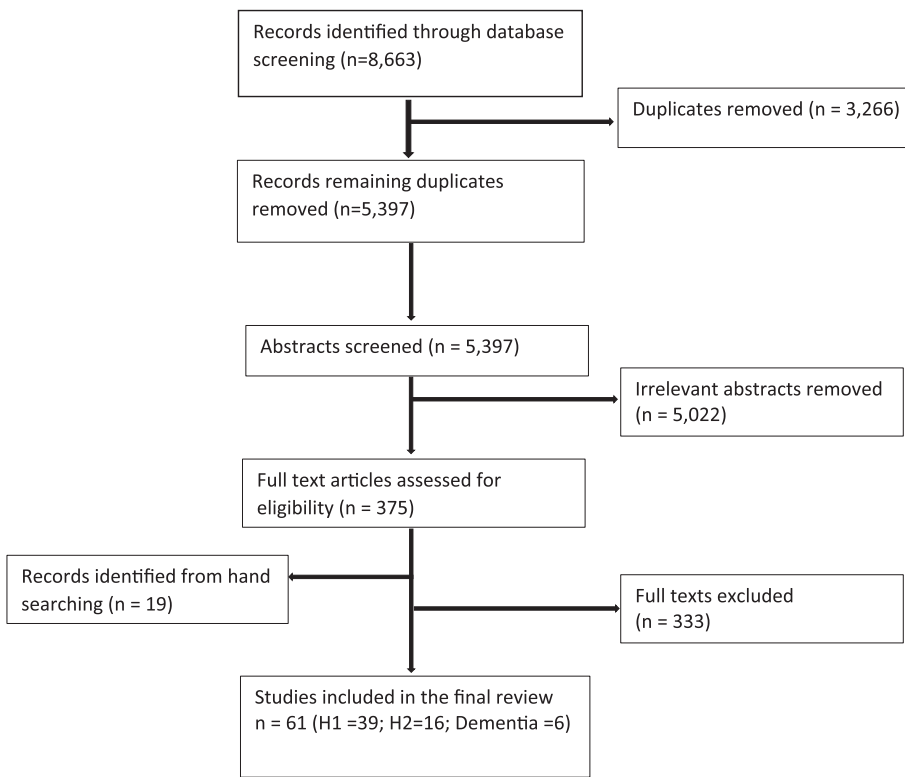 Records identified through database
screening (n=8,663)
Duplicates removed (n = 3,266)
Records remaining duplicates
removed (n=5,397)
Abstracts screened (n = 5,397)
Irrelevant abstracts removed
(n = 5,022)
Full text articles assessed for
eligibility (n = 375)
Records identified from hand
searching (n = 19)
Full texts excluded
(n = 333)
Studies included in the final review
n = 61 (H1 =39; H2=16; Dementia =6)